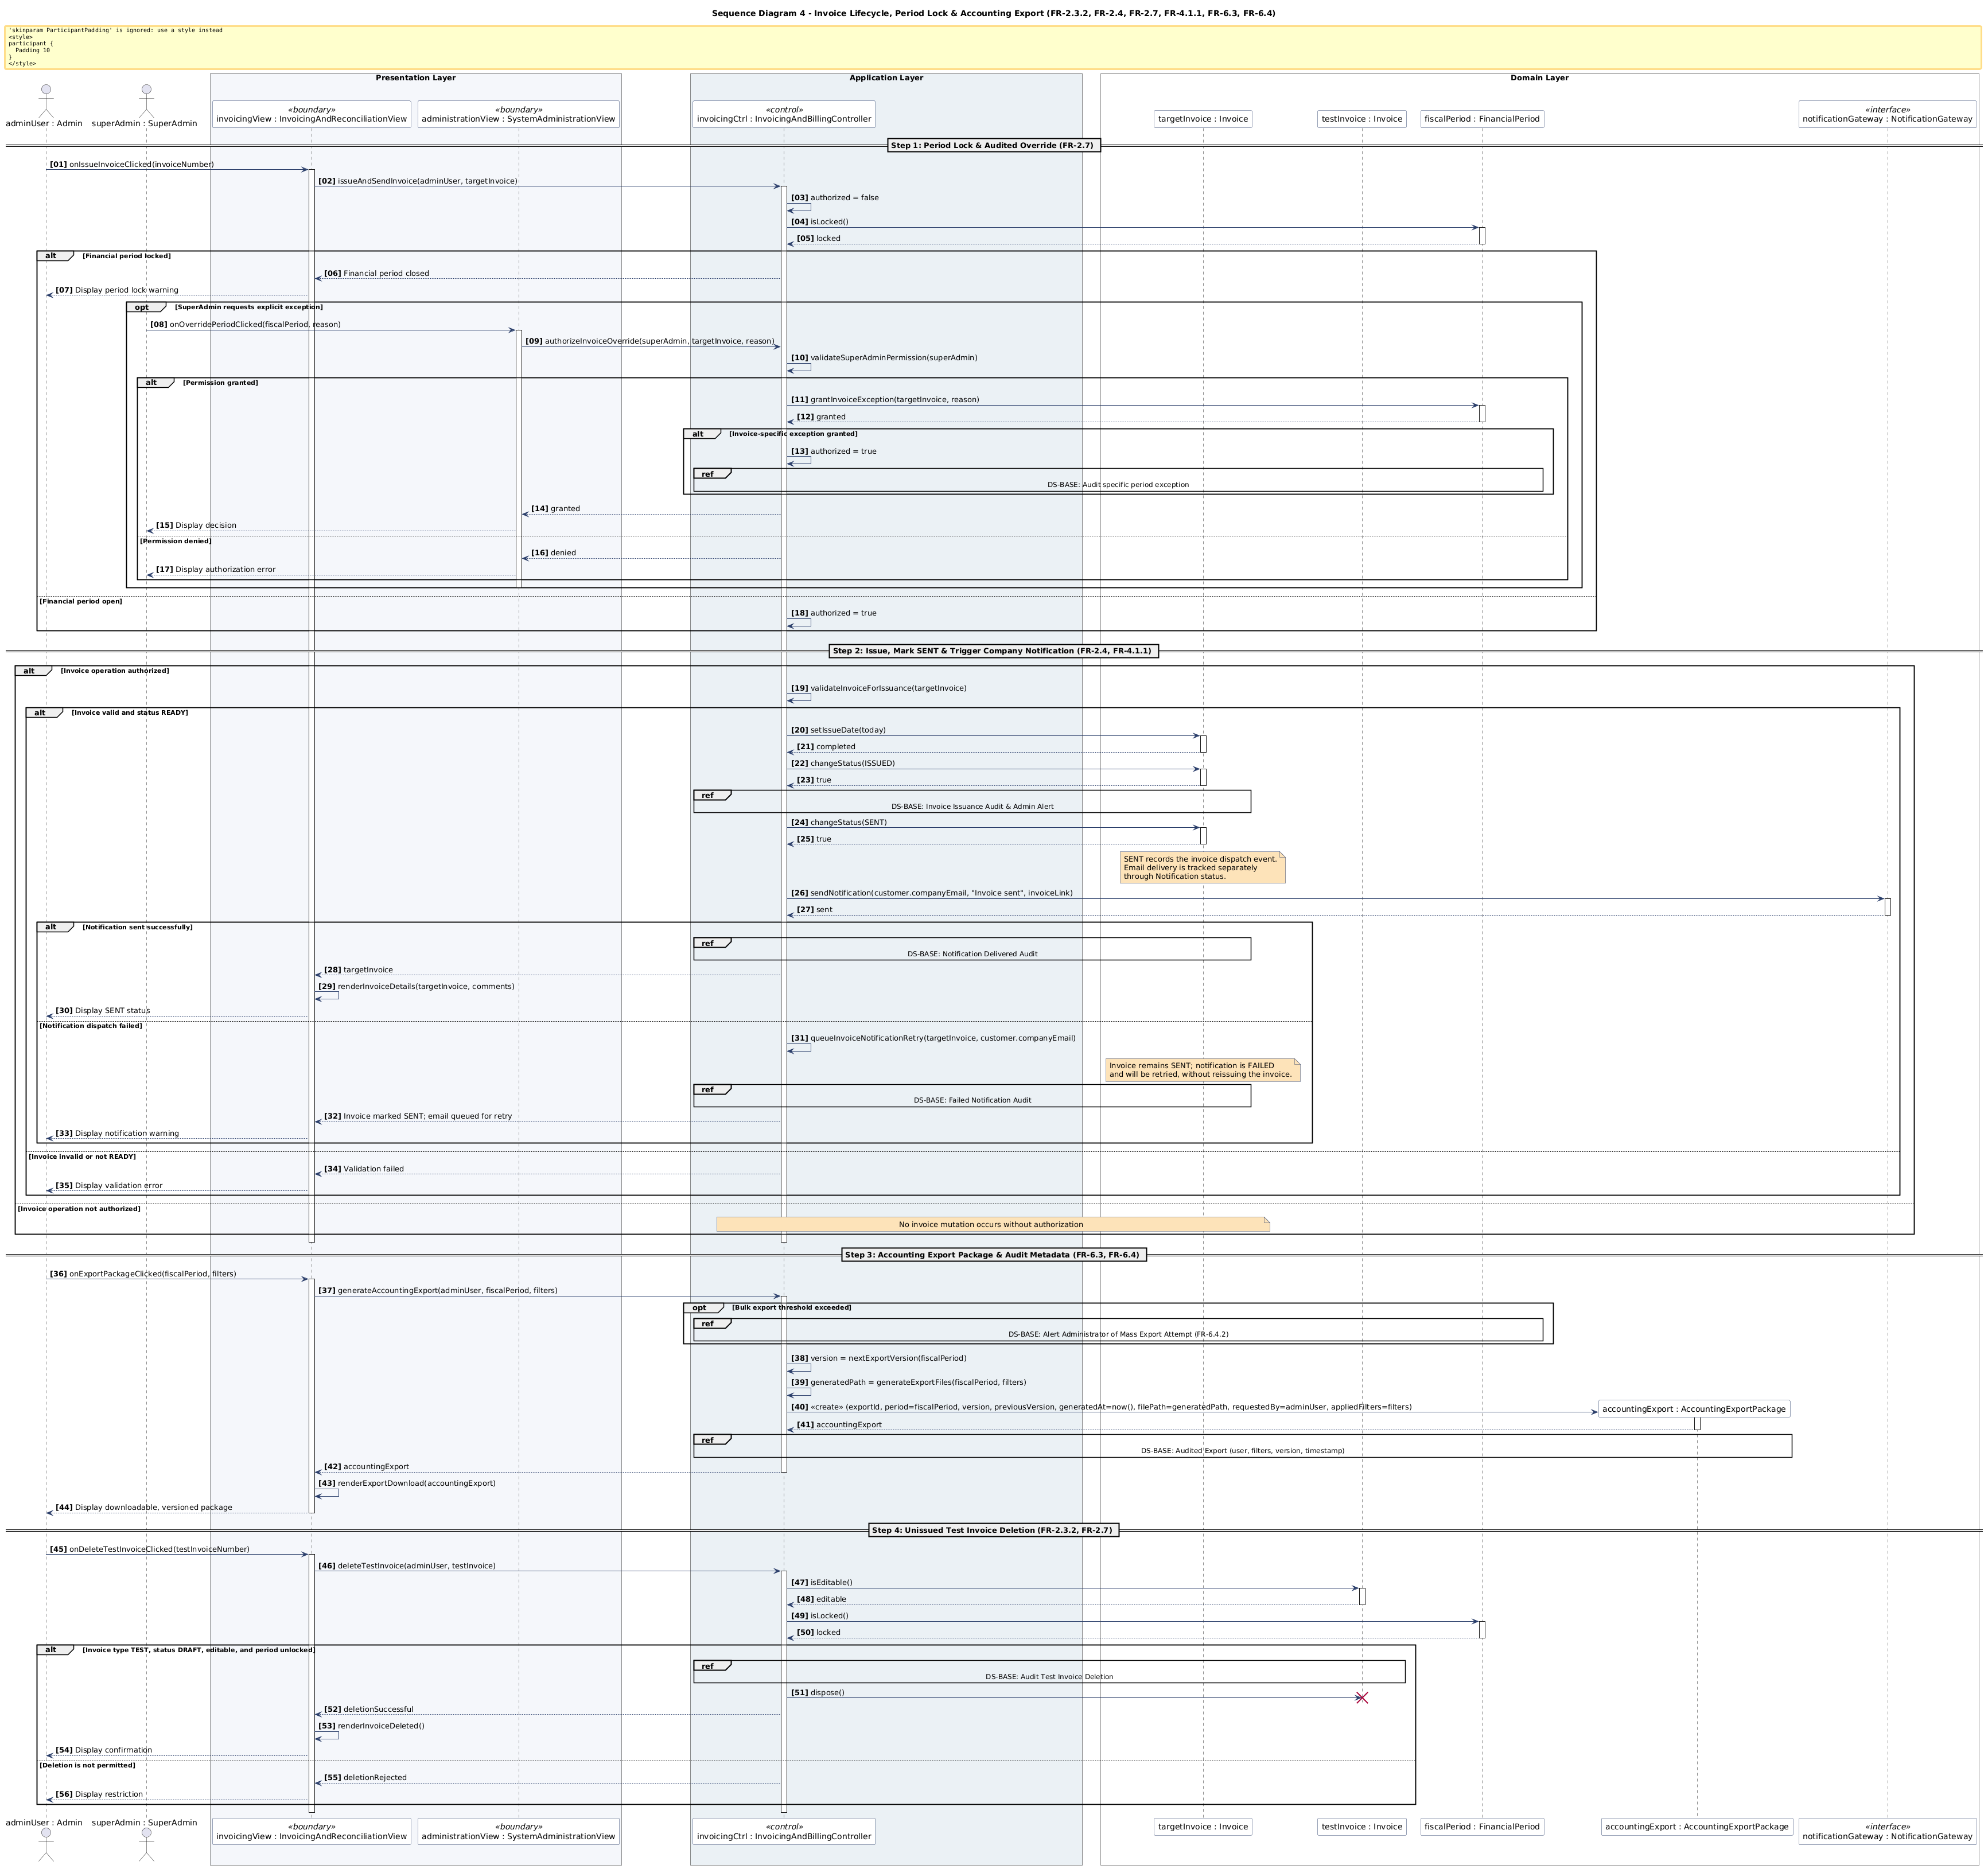 Sequence Diagram 4 - Invoice Lifecycle, Period Lock & Accounting Export (FR-2.3.2, FR-2.4, FR-2.7, FR-4.1.1, FR-6.3, FR-6.4)
'skinparam ParticipantPadding' is ignored: use a style instead
<style>
participant {
  Padding 10
}
</style>
Presentation Layer
Application Layer
Domain Layer
adminUser : Admin
superAdmin : SuperAdmin
«boundary»
invoicingView : InvoicingAndReconciliationView
«boundary»
administrationView : SystemAdministrationView
«control»
invoicingCtrl : InvoicingAndBillingController
targetInvoice : Invoice
testInvoice : Invoice
fiscalPeriod : FinancialPeriod
«interface»
notificationGateway : NotificationGateway
Step 1: Period Lock & Audited Override (FR-2.7)
[01] onIssueInvoiceClicked(invoiceNumber)
[02] issueAndSendInvoice(adminUser, targetInvoice)
[03] authorized = false
[04] isLocked()
[05] locked
alt [Financial period locked]
[06] Financial period closed
[07] Display period lock warning
opt [SuperAdmin requests explicit exception]
[08] onOverridePeriodClicked(fiscalPeriod, reason)
[09] authorizeInvoiceOverride(superAdmin, targetInvoice, reason)
[10] validateSuperAdminPermission(superAdmin)
alt [Permission granted]
[11] grantInvoiceException(targetInvoice, reason)
[12] granted
alt [Invoice-specific exception granted]
[13] authorized = true
ref
DS-BASE: Audit specific period exception
[14] granted
[15] Display decision
[Permission denied]
[16] denied
[17] Display authorization error
[Financial period open]
[18] authorized = true
Step 2: Issue, Mark SENT & Trigger Company Notification (FR-2.4, FR-4.1.1)
alt [Invoice operation authorized]
[19] validateInvoiceForIssuance(targetInvoice)
alt [Invoice valid and status READY]
[20] setIssueDate(today)
[21] completed
[22] changeStatus(ISSUED)
[23] true
ref
DS-BASE: Invoice Issuance Audit & Admin Alert
[24] changeStatus(SENT)
[25] true
SENT records the invoice dispatch event.
Email delivery is tracked separately
through Notification status.
[26] sendNotification(customer.companyEmail, "Invoice sent", invoiceLink)
[27] sent
alt [Notification sent successfully]
ref
DS-BASE: Notification Delivered Audit
[28] targetInvoice
[29] renderInvoiceDetails(targetInvoice, comments)
[30] Display SENT status
[Notification dispatch failed]
[31] queueInvoiceNotificationRetry(targetInvoice, customer.companyEmail)
Invoice remains SENT; notification is FAILED
and will be retried, without reissuing the invoice.
ref
DS-BASE: Failed Notification Audit
[32] Invoice marked SENT; email queued for retry
[33] Display notification warning
[Invoice invalid or not READY]
[34] Validation failed
[35] Display validation error
[Invoice operation not authorized]
No invoice mutation occurs without authorization
Step 3: Accounting Export Package & Audit Metadata (FR-6.3, FR-6.4)
[36] onExportPackageClicked(fiscalPeriod, filters)
[37] generateAccountingExport(adminUser, fiscalPeriod, filters)
opt [Bulk export threshold exceeded]
ref
DS-BASE: Alert Administrator of Mass Export Attempt (FR-6.4.2)
[38] version = nextExportVersion(fiscalPeriod)
[39] generatedPath = generateExportFiles(fiscalPeriod, filters)
[40] «create» (exportId, period=fiscalPeriod, version, previousVersion, generatedAt=now(), filePath=generatedPath, requestedBy=adminUser, appliedFilters=filters)
accountingExport : AccountingExportPackage
[41] accountingExport
ref
DS-BASE: Audited Export (user, filters, version, timestamp)
[42] accountingExport
[43] renderExportDownload(accountingExport)
[44] Display downloadable, versioned package
Step 4: Unissued Test Invoice Deletion (FR-2.3.2, FR-2.7)
[45] onDeleteTestInvoiceClicked(testInvoiceNumber)
[46] deleteTestInvoice(adminUser, testInvoice)
[47] isEditable()
[48] editable
[49] isLocked()
[50] locked
alt [Invoice type TEST, status DRAFT, editable, and period unlocked]
ref
DS-BASE: Audit Test Invoice Deletion
[51] dispose()
[52] deletionSuccessful
[53] renderInvoiceDeleted()
[54] Display confirmation
[Deletion is not permitted]
[55] deletionRejected
[56] Display restriction
adminUser : Admin
superAdmin : SuperAdmin
«boundary»
invoicingView : InvoicingAndReconciliationView
«boundary»
administrationView : SystemAdministrationView
«control»
invoicingCtrl : InvoicingAndBillingController
targetInvoice : Invoice
testInvoice : Invoice
fiscalPeriod : FinancialPeriod
accountingExport : AccountingExportPackage
«interface»
notificationGateway : NotificationGateway